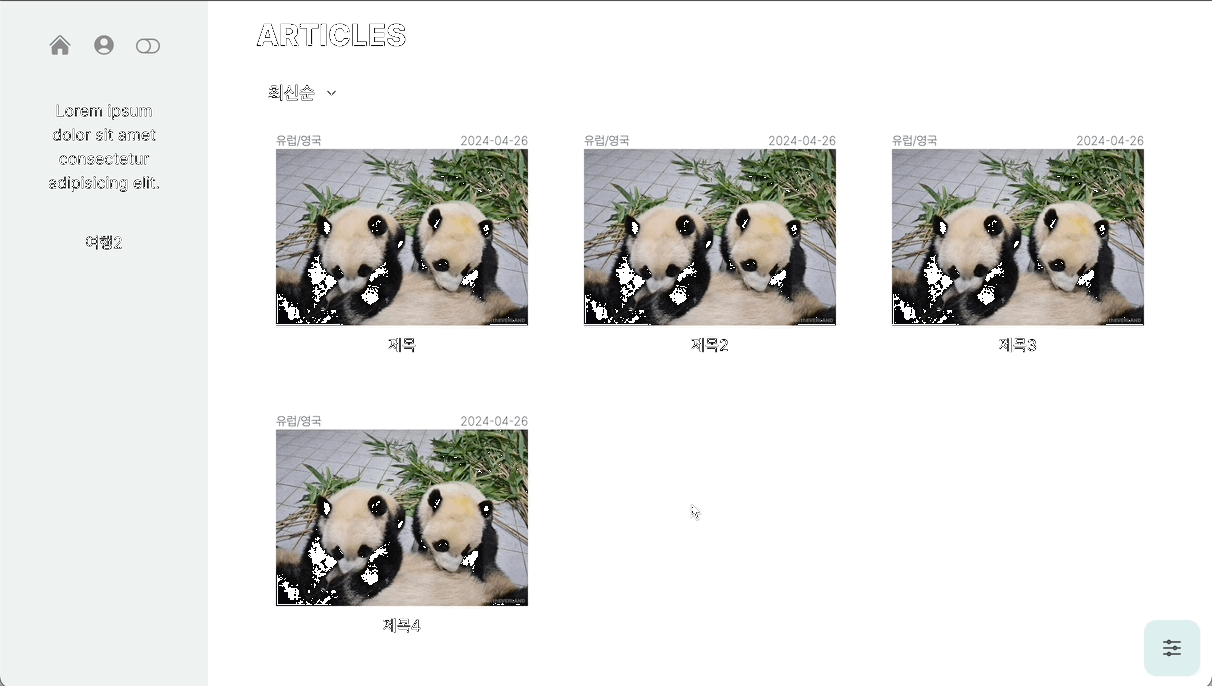 ARTICLES
최신순
Lorem ipsum
dolor sit amet
consectetur
adipisicing elit.
여행2
유럽/영국 2024-04-26
유럽/영국 2024-04-26
유럽/영국 2024-04-26
제목
제목2
제목3
유럽/영국 2024-04-26
제목4